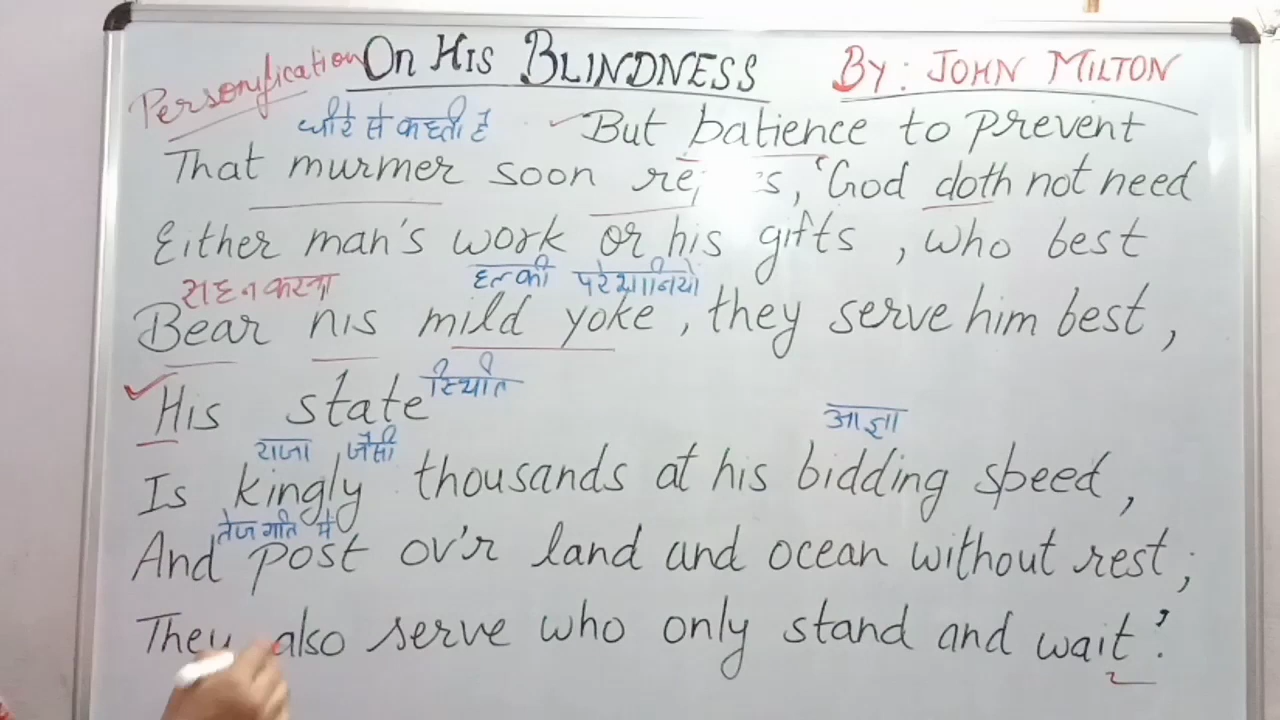 Personification On His BLINDNESS By: JOHN MILTON
धीरे से कहती है But patience to prevent
That murmer soon s, 'God doth not need
Either man's work or his gifts, who best
सहन करना हल्की परेशानियो
Bear his mild yoke, they serve him best,
His state स्थिति
राजा जैसी आज्ञा
Is kingly thousands at his bidding speed,
तेज गति में
And post ov'r land and ocean without rest;
They also serve who only stand and wait.'